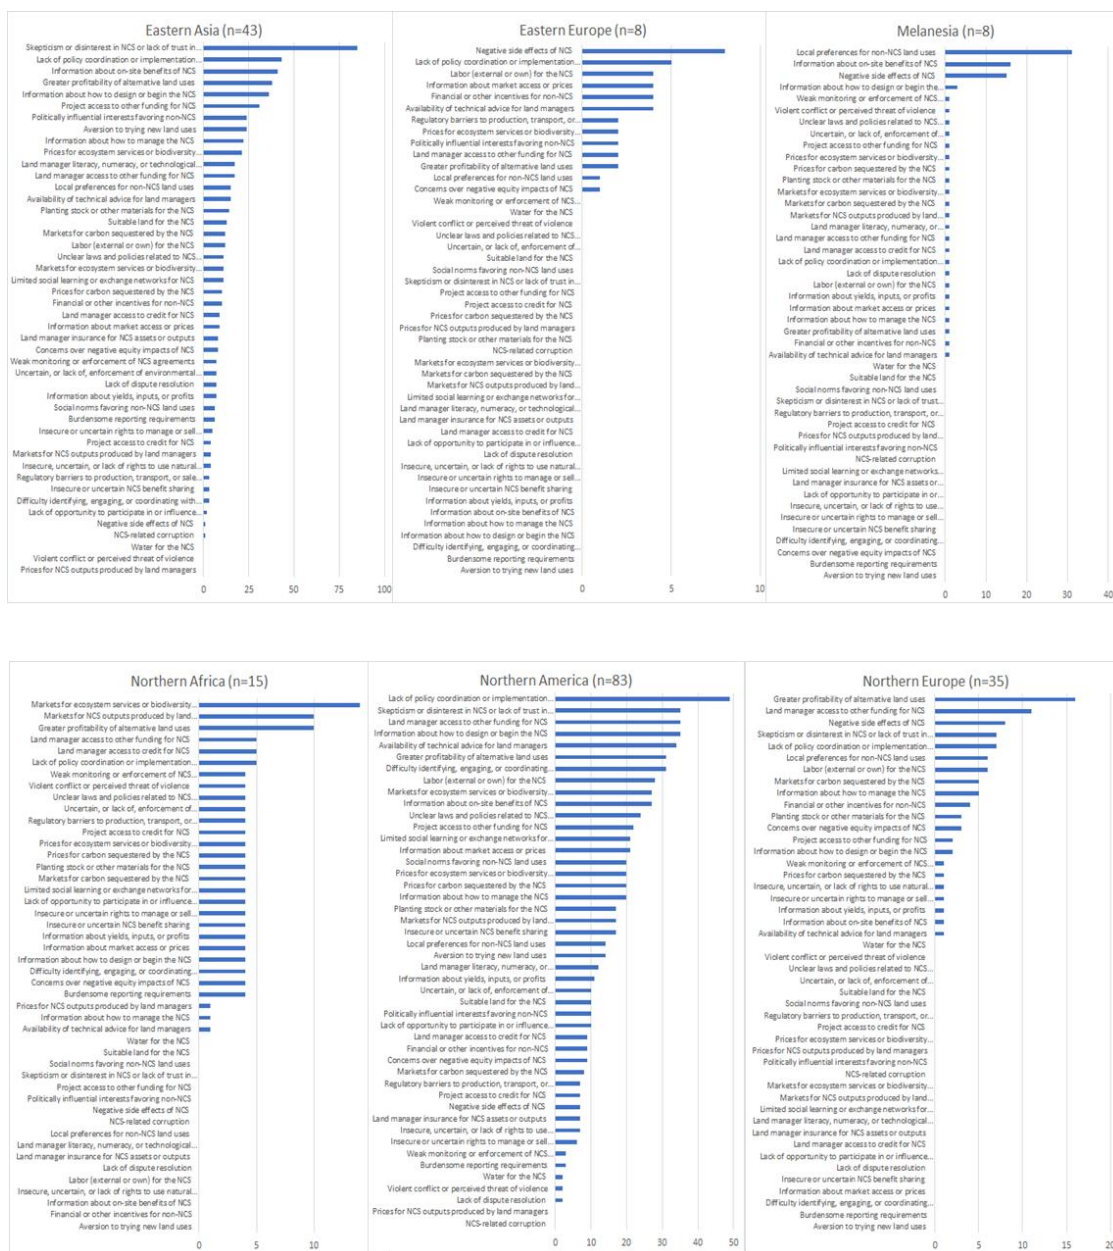 Eastern Asia (n=43)
Skepticism or disinterest in NCS or lack of trust in...
Lack of policy coordination or implementation...
Information about on-site benefits of NCS
Greater profitability of alternative land uses
Information about how to design or begin the NCS
Project access to other funding for NCS
Politically influential interests favoring non-NCS
Aversion to trying new land uses
Information about how to manage the NCS
Prices for ecosystem services or biodiversity...
Land manager literacy, numeracy, or technological...
Land manager access to other funding for NCS
Local preferences for non-NCS land uses
Availability of technical advice for land managers
Planting stock or other materials for the NCS
Suitable land for the NCS
Markets for carbon sequestered by the NCS
Labor (external or own) for the NCS
Unclear laws and policies related to NCS...
Markets for ecosystem services or biodiversity...
Limited social learning or exchange networks for NCS
Prices for carbon sequestered by the NCS
Financial or other incentives for non-NCS
Land manager access to credit for NCS
Information about market access or prices
Land manager insurance for NCS assets or outputs
Concerns over negative equity impacts of NCS
Weak monitoring or enforcement of NCS agreements
Uncertain, or lack of, enforcement of environmental...
Lack of dispute resolution
Information about yields, inputs, or profits
Social norms favoring non-NCS land uses
Burdensome reporting requirements
Insecure or uncertain rights to manage or sell...
Project access to credit for NCS
Markets for NCS outputs produced by land managers
Insecure, uncertain, or lack of rights to use natural...
Regulatory barriers to production, transport, or sale...
Insecure or uncertain NCS benefit sharing
Difficulty identifying, engaging, or coordinating with...
Lack of opportunity to participate in or influence...
Negative side effects of NCS
NCS-related corruption
Water for the NCS
Violent conflict or perceived threat of violence
Prices for NCS outputs produced by land managers
0 25 50 75 100
Eastern Europe (n=8)
Negative side effects of NCS
Lack of policy coordination or implementation...
Labor (external or own) for the NCS
Information about market access or prices
Financial or other incentives for non-NCS
Availability of technical advice for land managers
Regulatory barriers to production, transport, or...
Prices for ecosystem services or biodiversity...
Politically influential interests favoring non-NCS
Land manager access to other funding for NCS
Greater profitability of alternative land uses
Local preferences for non-NCS land uses
Concerns over negative equity impacts of NCS
Weak monitoring or enforcement of NCS...
Water for the NCS
Violent conflict or perceived threat of violence
Unclear laws and policies related to NCS...
Uncertain, or lack of, enforcement of...
Suitable land for the NCS
Social norms favoring non-NCS land uses
Skepticism or disinterest in NCS or lack of trust in...
Project access to other funding for NCS
Project access to credit for NCS
Prices for carbon sequestered by the NCS
Prices for NCS outputs produced by land managers
Planting stock or other materials for the NCS
NCS-related corruption
Markets for ecosystem services or biodiversity...
Markets for carbon sequestered by the NCS
Markets for NCS outputs produced by land...
Limited social learning or exchange networks for...
Land manager literacy, numeracy, or technological...
Land manager insurance for NCS assets or outputs
Land manager access to credit for NCS
Lack of opportunity to participate in or influence...
Lack of dispute resolution
Insecure, uncertain, or lack of rights to use natural...
Insecure or uncertain rights to manage or sell...
Insecure or uncertain NCS benefit sharing
Information about yields, inputs, or profits
Information about on-site benefits of NCS
Information about how to manage the NCS
Information about how to design or begin the NCS
Difficulty identifying, engaging, or coordinating...
Burdensome reporting requirements
Aversion to trying new land uses
0 5 10
Melanesia (n=8)
Local preferences for non-NCS land uses
Information about on-site benefits of NCS
Negative side effects of NCS
Information about how to design or begin the...
Weak monitoring or enforcement of NCS...
Violent conflict or perceived threat of violence
Unclear laws and policies related to NCS...
Uncertain, or lack of, enforcement of...
Project access to other funding for NCS
Prices for ecosystem services or biodiversity...
Prices for carbon sequestered by the NCS
Planting stock or other materials for the NCS
Markets for ecosystem services or biodiversity...
Markets for carbon sequestered by the NCS
Markets for NCS outputs produced by land...
Land manager literacy, numeracy, or...
Land manager access to other funding for NCS
Land manager access to credit for NCS
Lack of policy coordination or implementation...
Lack of dispute resolution
Labor (external or own) for the NCS
Information about yields, inputs, or profits
Information about market access or prices
Information about how to manage the NCS
Greater profitability of alternative land uses
Financial or other incentives for non-NCS
Availability of technical advice for land managers
Water for the NCS
Suitable land for the NCS
Social norms favoring non-NCS land uses
Skepticism or disinterest in NCS or lack of trust...
Regulatory barriers to production, transport, or...
Project access to credit for NCS
Prices for NCS outputs produced by land...
Politically influential interests favoring non-NCS
NCS-related corruption
Limited social learning or exchange networks...
Land manager insurance for NCS assets or...
Lack of opportunity to participate in or...
Insecure, uncertain, or lack of rights to use...
Insecure or uncertain rights to manage or sell...
Insecure or uncertain NCS benefit sharing
Difficulty identifying, engaging, or coordinating...
Concerns over negative equity impacts of NCS
Burdensome reporting requirements
Aversion to trying new land uses
0 10 20 30 40
Northern Africa (n=15)
Markets for ecosystem services or biodiversity...
Markets for NCS outputs produced by land...
Greater profitability of alternative land uses
Land manager access to other funding for NCS
Land manager access to credit for NCS
Lack of policy coordination or implementation...
Weak monitoring or enforcement of NCS...
Violent conflict or perceived threat of violence
Unclear laws and policies related to NCS...
Uncertain, or lack of, enforcement of...
Regulatory barriers to production, transport, or...
Project access to credit for NCS
Prices for ecosystem services or biodiversity...
Prices for carbon sequestered by the NCS
Planting stock or other materials for the NCS
Markets for carbon sequestered by the NCS
Limited social learning or exchange networks for...
Lack of opportunity to participate in or influence...
Insecure or uncertain rights to manage or sell...
Insecure or uncertain NCS benefit sharing
Information about yields, inputs, or profits
Information about market access or prices
Information about how to design or begin the NCS
Difficulty identifying, engaging, or coordinating...
Concerns over negative equity impacts of NCS
Burdensome reporting requirements
Prices for NCS outputs produced by land managers
Information about how to manage the NCS
Availability of technical advice for land managers
Water for the NCS
Suitable land for the NCS
Social norms favoring non-NCS land uses
Skepticism or disinterest in NCS or lack of trust in...
Project access to other funding for NCS
Politically influential interests favoring non-NCS
Negative side effects of NCS
NCS-related corruption
Local preferences for non-NCS land uses
Land manager literacy, numeracy, or technological...
Land manager insurance for NCS assets or outputs
Lack of dispute resolution
Labor (external or own) for the NCS
Insecure, uncertain, or lack of rights to use natural...
Information about on-site benefits of NCS
Financial or other incentives for non-NCS
Aversion to trying new land uses
0 5 10
Northern America (n=83)
Lack of policy coordination or implementation...
Skepticism or disinterest in NCS or lack of trust in...
Land manager access to other funding for NCS
Information about how to design or begin the NCS
Availability of technical advice for land managers
Greater profitability of alternative land uses
Difficulty identifying, engaging, or coordinating...
Labor (external or own) for the NCS
Markets for ecosystem services or biodiversity...
Information about on-site benefits of NCS
Unclear laws and policies related to NCS...
Project access to other funding for NCS
Limited social learning or exchange networks for...
Information about market access or prices
Social norms favoring non-NCS land uses
Prices for ecosystem services or biodiversity...
Prices for carbon sequestered by the NCS
Information about how to manage the NCS
Planting stock or other materials for the NCS
Markets for NCS outputs produced by land...
Insecure or uncertain NCS benefit sharing
Local preferences for non-NCS land uses
Aversion to trying new land uses
Land manager literacy, numeracy, or...
Information about yields, inputs, or profits
Uncertain, or lack of, enforcement of...
Suitable land for the NCS
Politically influential interests favoring non-NCS
Lack of opportunity to participate in or influence...
Land manager access to credit for NCS
Financial or other incentives for non-NCS
Concerns over negative equity impacts of NCS
Markets for carbon sequestered by the NCS
Regulatory barriers to production, transport, or...
Project access to credit for NCS
Negative side effects of NCS
Land manager insurance for NCS assets or outputs
Insecure, uncertain, or lack of rights to use...
Insecure or uncertain rights to manage or sell...
Weak monitoring or enforcement of NCS...
Burdensome reporting requirements
Water for the NCS
Violent conflict or perceived threat of violence
Lack of dispute resolution
Prices for NCS outputs produced by land managers
NCS-related corruption
0 10 20 30 40 50
Northern Europe (n=35)
Greater profitability of alternative land uses
Land manager access to other funding for NCS
Negative side effects of NCS
Skepticism or disinterest in NCS or lack of trust in...
Lack of policy coordination or implementation...
Local preferences for non-NCS land uses
Labor (external or own) for the NCS
Markets for carbon sequestered by the NCS
Information about how to manage the NCS
Financial or other incentives for non-NCS
Planting stock or other materials for the NCS
Concerns over negative equity impacts of NCS
Project access to other funding for NCS
Information about how to design or begin the NCS
Weak monitoring or enforcement of NCS...
Prices for carbon sequestered by the NCS
Insecure, uncertain, or lack of rights to use natural...
Insecure or uncertain rights to manage or sell...
Information about yields, inputs, or profits
Information about on-site benefits of NCS
Availability of technical advice for land managers
Water for the NCS
Violent conflict or perceived threat of violence
Unclear laws and policies related to NCS...
Uncertain, or lack of, enforcement of...
Suitable land for the NCS
Social norms favoring non-NCS land uses
Regulatory barriers to production, transport, or...
Project access to credit for NCS
Prices for ecosystem services or biodiversity...
Prices for NCS outputs produced by land managers
Politically influential interests favoring non-NCS
NCS-related corruption
Markets for ecosystem services or biodiversity...
Markets for NCS outputs produced by land...
Limited social learning or exchange networks for...
Land manager literacy, numeracy, or technological...
Land manager insurance for NCS assets or outputs
Land manager access to credit for NCS
Lack of opportunity to participate in or influence...
Lack of dispute resolution
Insecure or uncertain NCS benefit sharing
Information about market access or prices
Difficulty identifying, engaging, or coordinating...
Burdensome reporting requirements
Aversion to trying new land uses
0 5 10 15 20